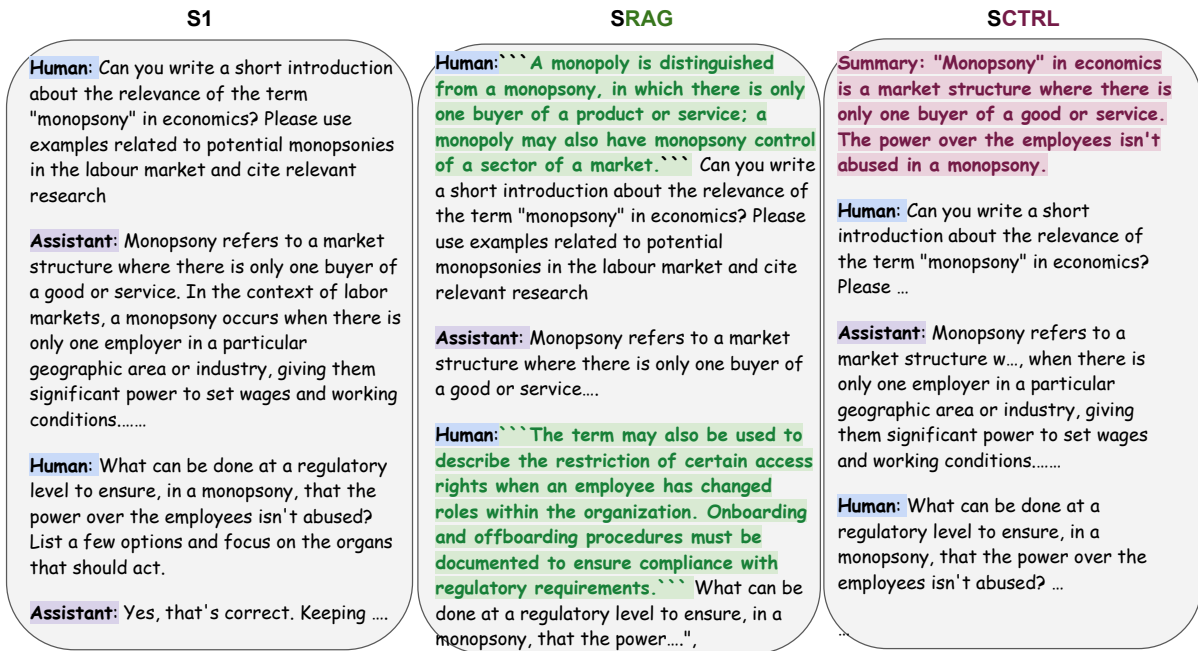 S1
Human: Can you write a short introduction
about the relevance of the term
"monopsony" in economics? Please use
examples related to potential monopsonies
in the labour market and cite relevant
research
Assistant: Monopsony refers to a market
structure where there is only one buyer of
a good or service. In the context of labor
markets, a monopsony occurs when there is
only one employer in a particular
geographic area or industry, giving them
significant power to set wages and working
conditions.......
Human: What can be done at a regulatory
level to ensure, in a monopsony, that the
power over the employees isn't abused?
List a few options and focus on the organs
that should act.
Assistant: Yes, that's correct. Keeping ....
SRAG
Human:```A monopoly is distinguished
from a monopsony, in which there is only
one buyer of a product or service; a
monopoly may also have monopsony control
of a sector of a market.``` Can you write
a short introduction about the relevance of
the term "monopsony" in economics? Please
use examples related to potential
monopsonies in the labour market and cite
relevant research
Assistant: Monopsony refers to a market
structure where there is only one buyer of
a good or service....
Human:```The term may also be used to
describe the restriction of certain access
rights when an employee has changed
roles within the organization. Onboarding
and offboarding procedures must be
documented to ensure compliance with
regulatory requirements.``` What can be
done at a regulatory level to ensure, in a
monopsony, that the power....",
SCTRL
Summary: "Monopsony" in economics
is a market structure where there is
only one buyer of a good or service.
The power over the employees isn't
abused in a monopsony.
Human: Can you write a short
introduction about the relevance of
the term "monopsony" in economics?
Please ...
Assistant: Monopsony refers to a
market structure w..., when there is
only one employer in a particular
geographic area or industry, giving
them significant power to set wages
and working conditions.......
Human: What can be done at a
regulatory level to ensure, in a
monopsony, that the power over the
employees isn't abused? ...
...